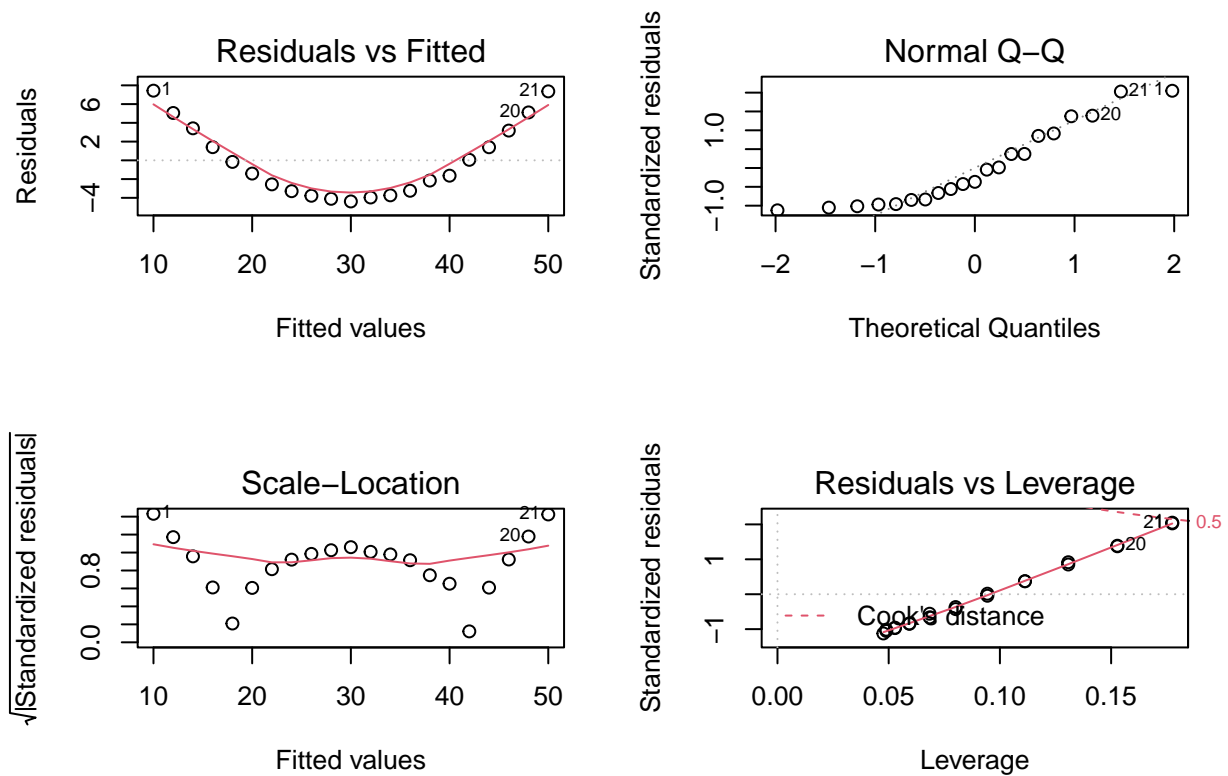 Residuals vs Fitted
Residuals
6
2
−4
1
20
21
10 20 30 40 50
Fitted values
Normal Q−Q
Standardized residuals
1.0
−1.0
21 1
20
−2 −1 0 1 2
Theoretical Quantiles
Scale−Location
√|Standardized residuals|
0.8
0.0
1
20
21
10 20 30 40 50
Fitted values
Residuals vs Leverage
Standardized residuals
1
−1
21
20
0.5
Cook's distance
0.00 0.05 0.10 0.15
Leverage